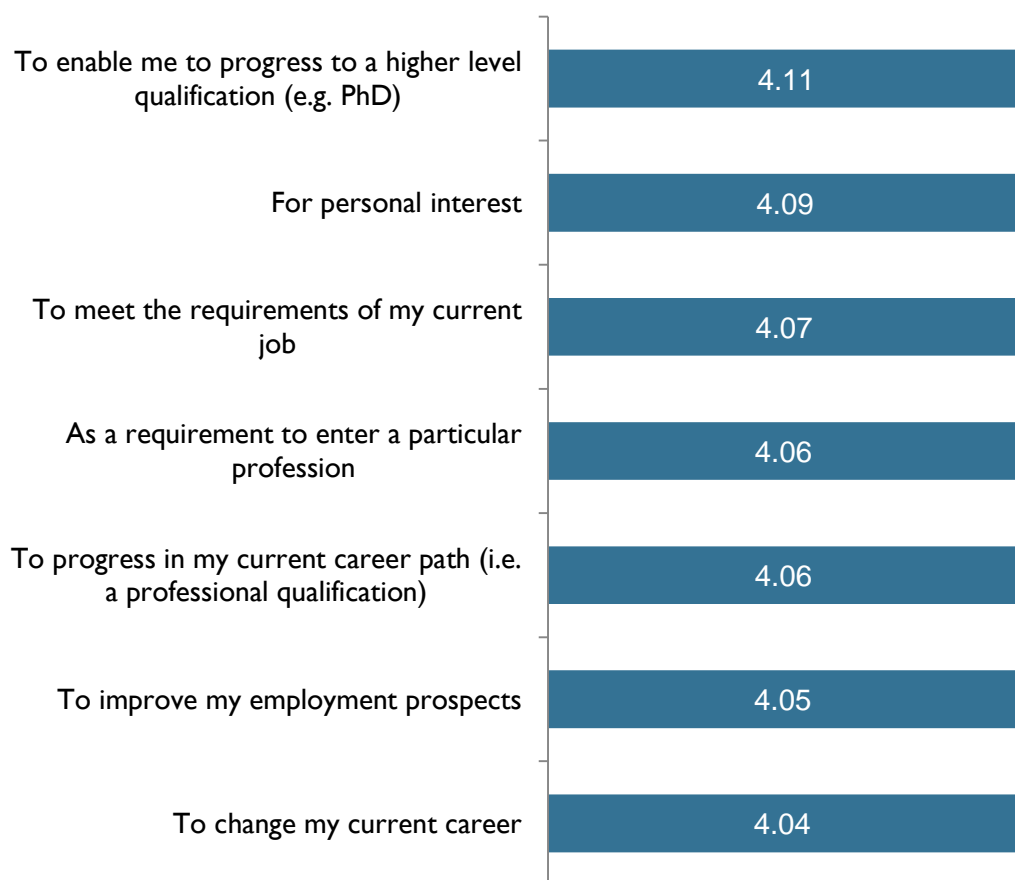 To enable me to progress to a higher level
qualification (e.g. PhD)
4.11
For personal interest
4.09
To meet the requirements of my current
job
4.07
As a requirement to enter a particular
profession
4.06
To progress in my current career path (i.e.
a professional qualification)
4.06
To improve my employment prospects
4.05
To change my current career
4.04